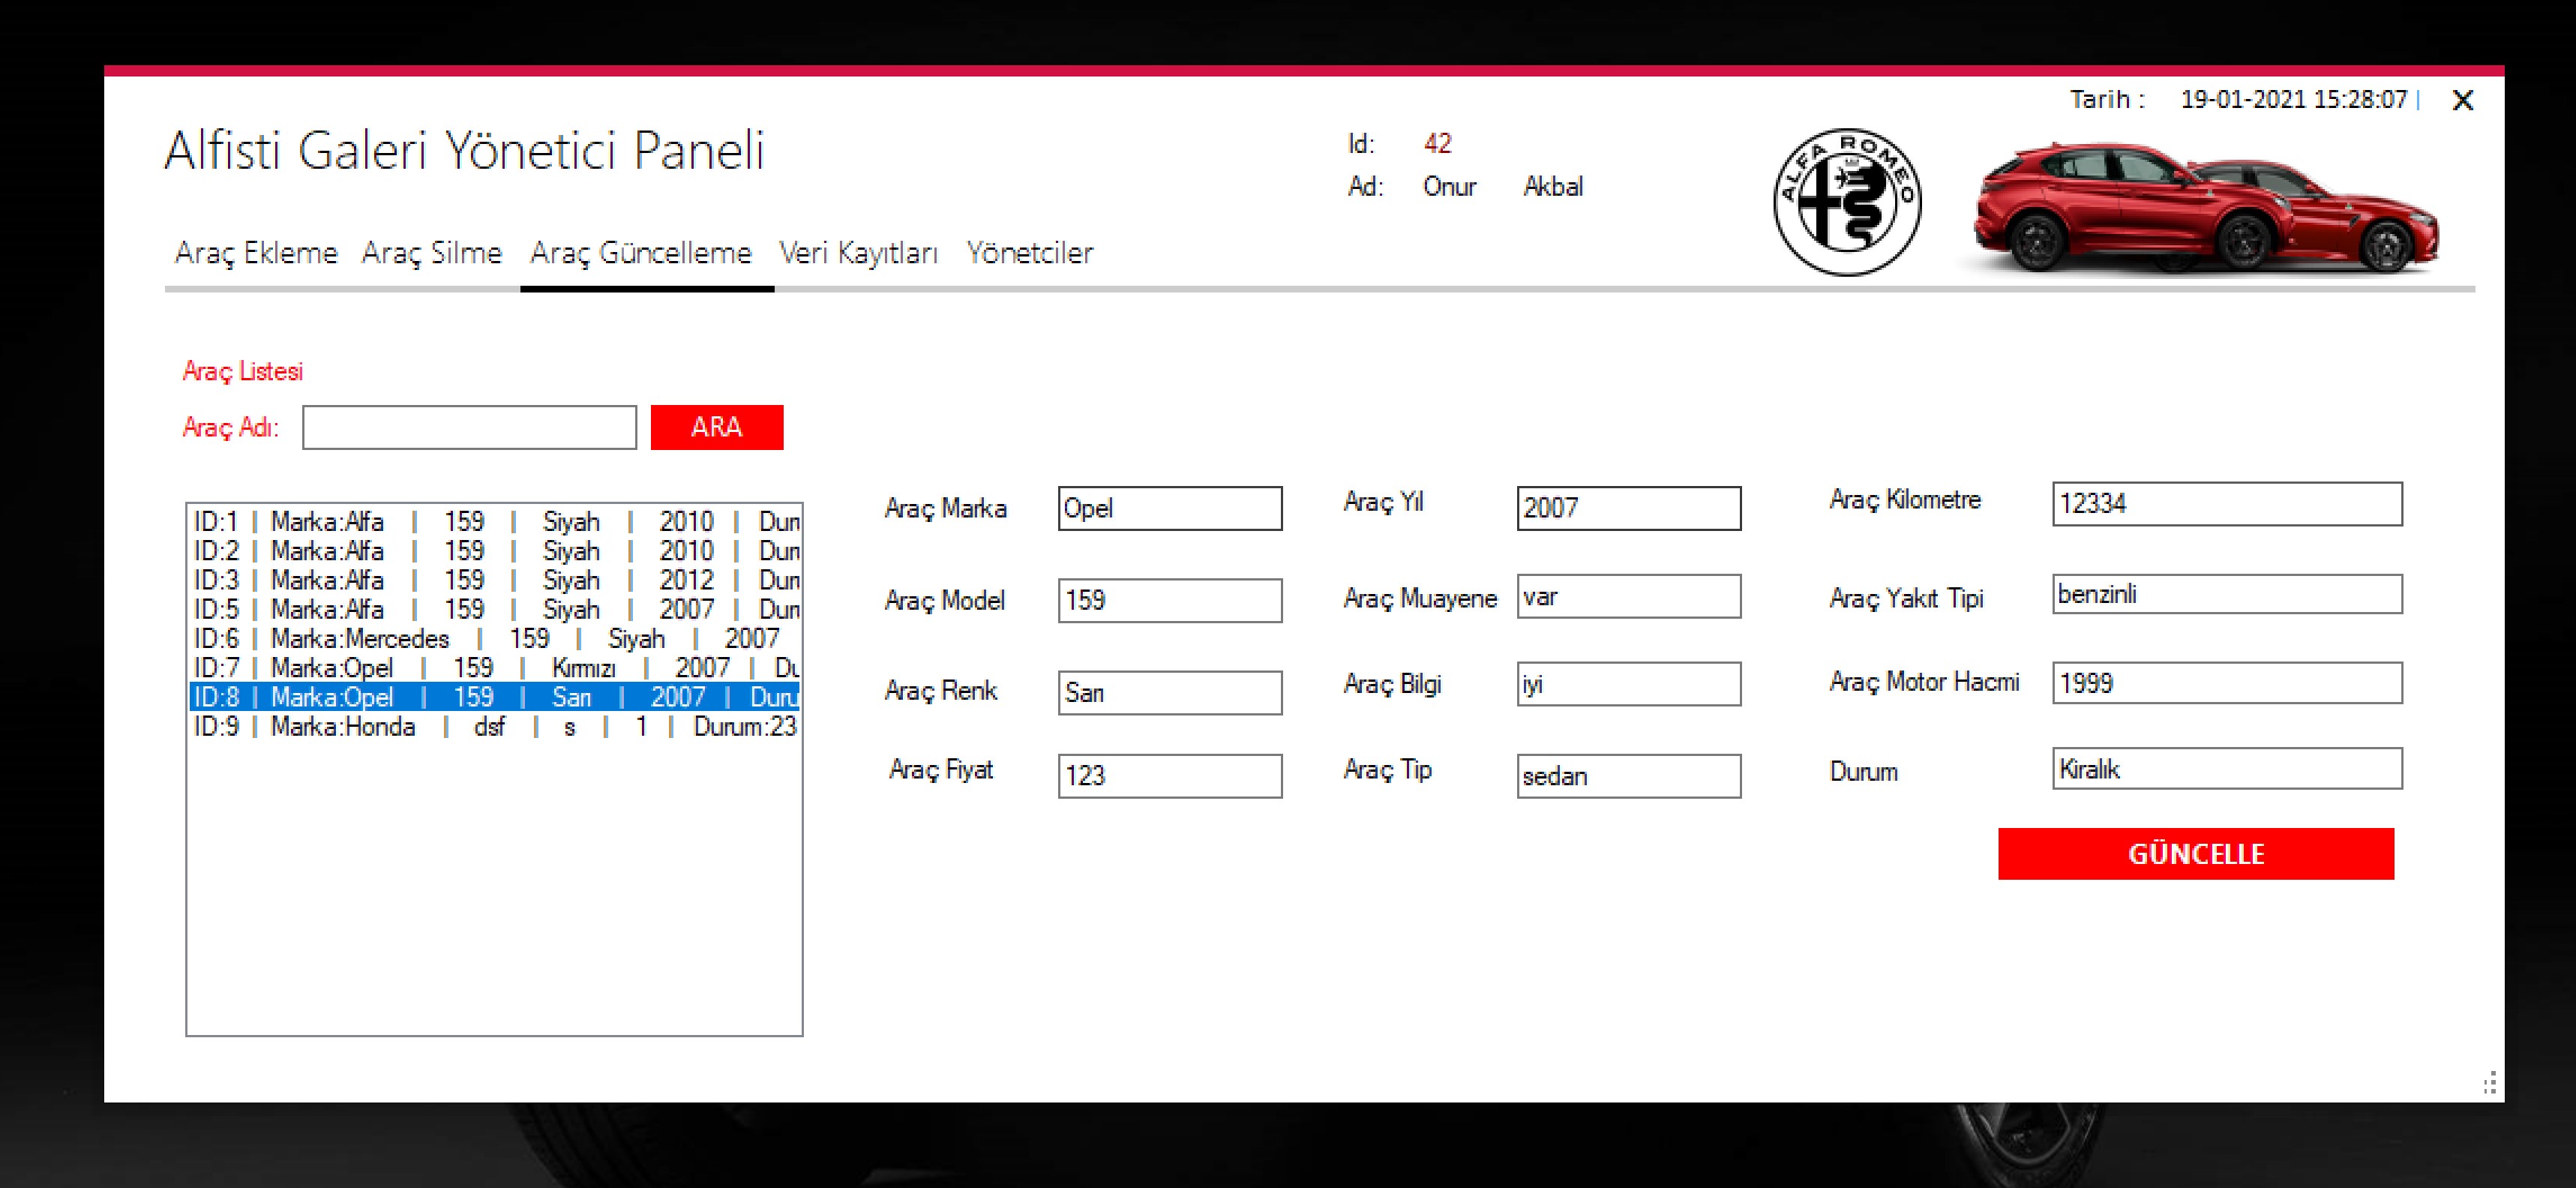 Tarih : 19-01-2021 15:28:07 |
Alfisti Galeri Yönetici Paneli
Id: 42
Ad: Onur Akbal
ALFA ROMEO
Araç Ekleme Araç Silme Araç Güncelleme Veri Kayıtları Yönetciler
Araç Listesi
Araç Adı:
ARA
ID:1 | Marka:Alfa | 159 | Siyah | 2010 |
ID:2 | Marka:Alfa | 159 | Siyah | 2010 |
ID:3 | Marka:Alfa | 159 | Siyah | 2012 |
ID:5 | Marka:Alfa | 159 | Siyah | 2007 |
ID:6 | Marka:Mercedes | 159 | Siyah | 2007
ID:7 | Marka:Opel | 159 | Kırmızı | 2007 |
ID:8 | Marka:Opel | 159 | Sarı | 2007 | Duru
ID:9 | Marka:Honda | dsf | s | 1 | Durum:23
Araç Marka Opel
Araç Model 159
Araç Renk Sarı
Araç Fiyat 123
Araç Yıl 2007
Araç Muayene var
Araç Bilgi iyi
Araç Tip sedan
Araç Kilometre 12334
Araç Yakıt Tipi benzinli
Araç Motor Hacmi 1999
Durum Kiralık
GÜNCELLE